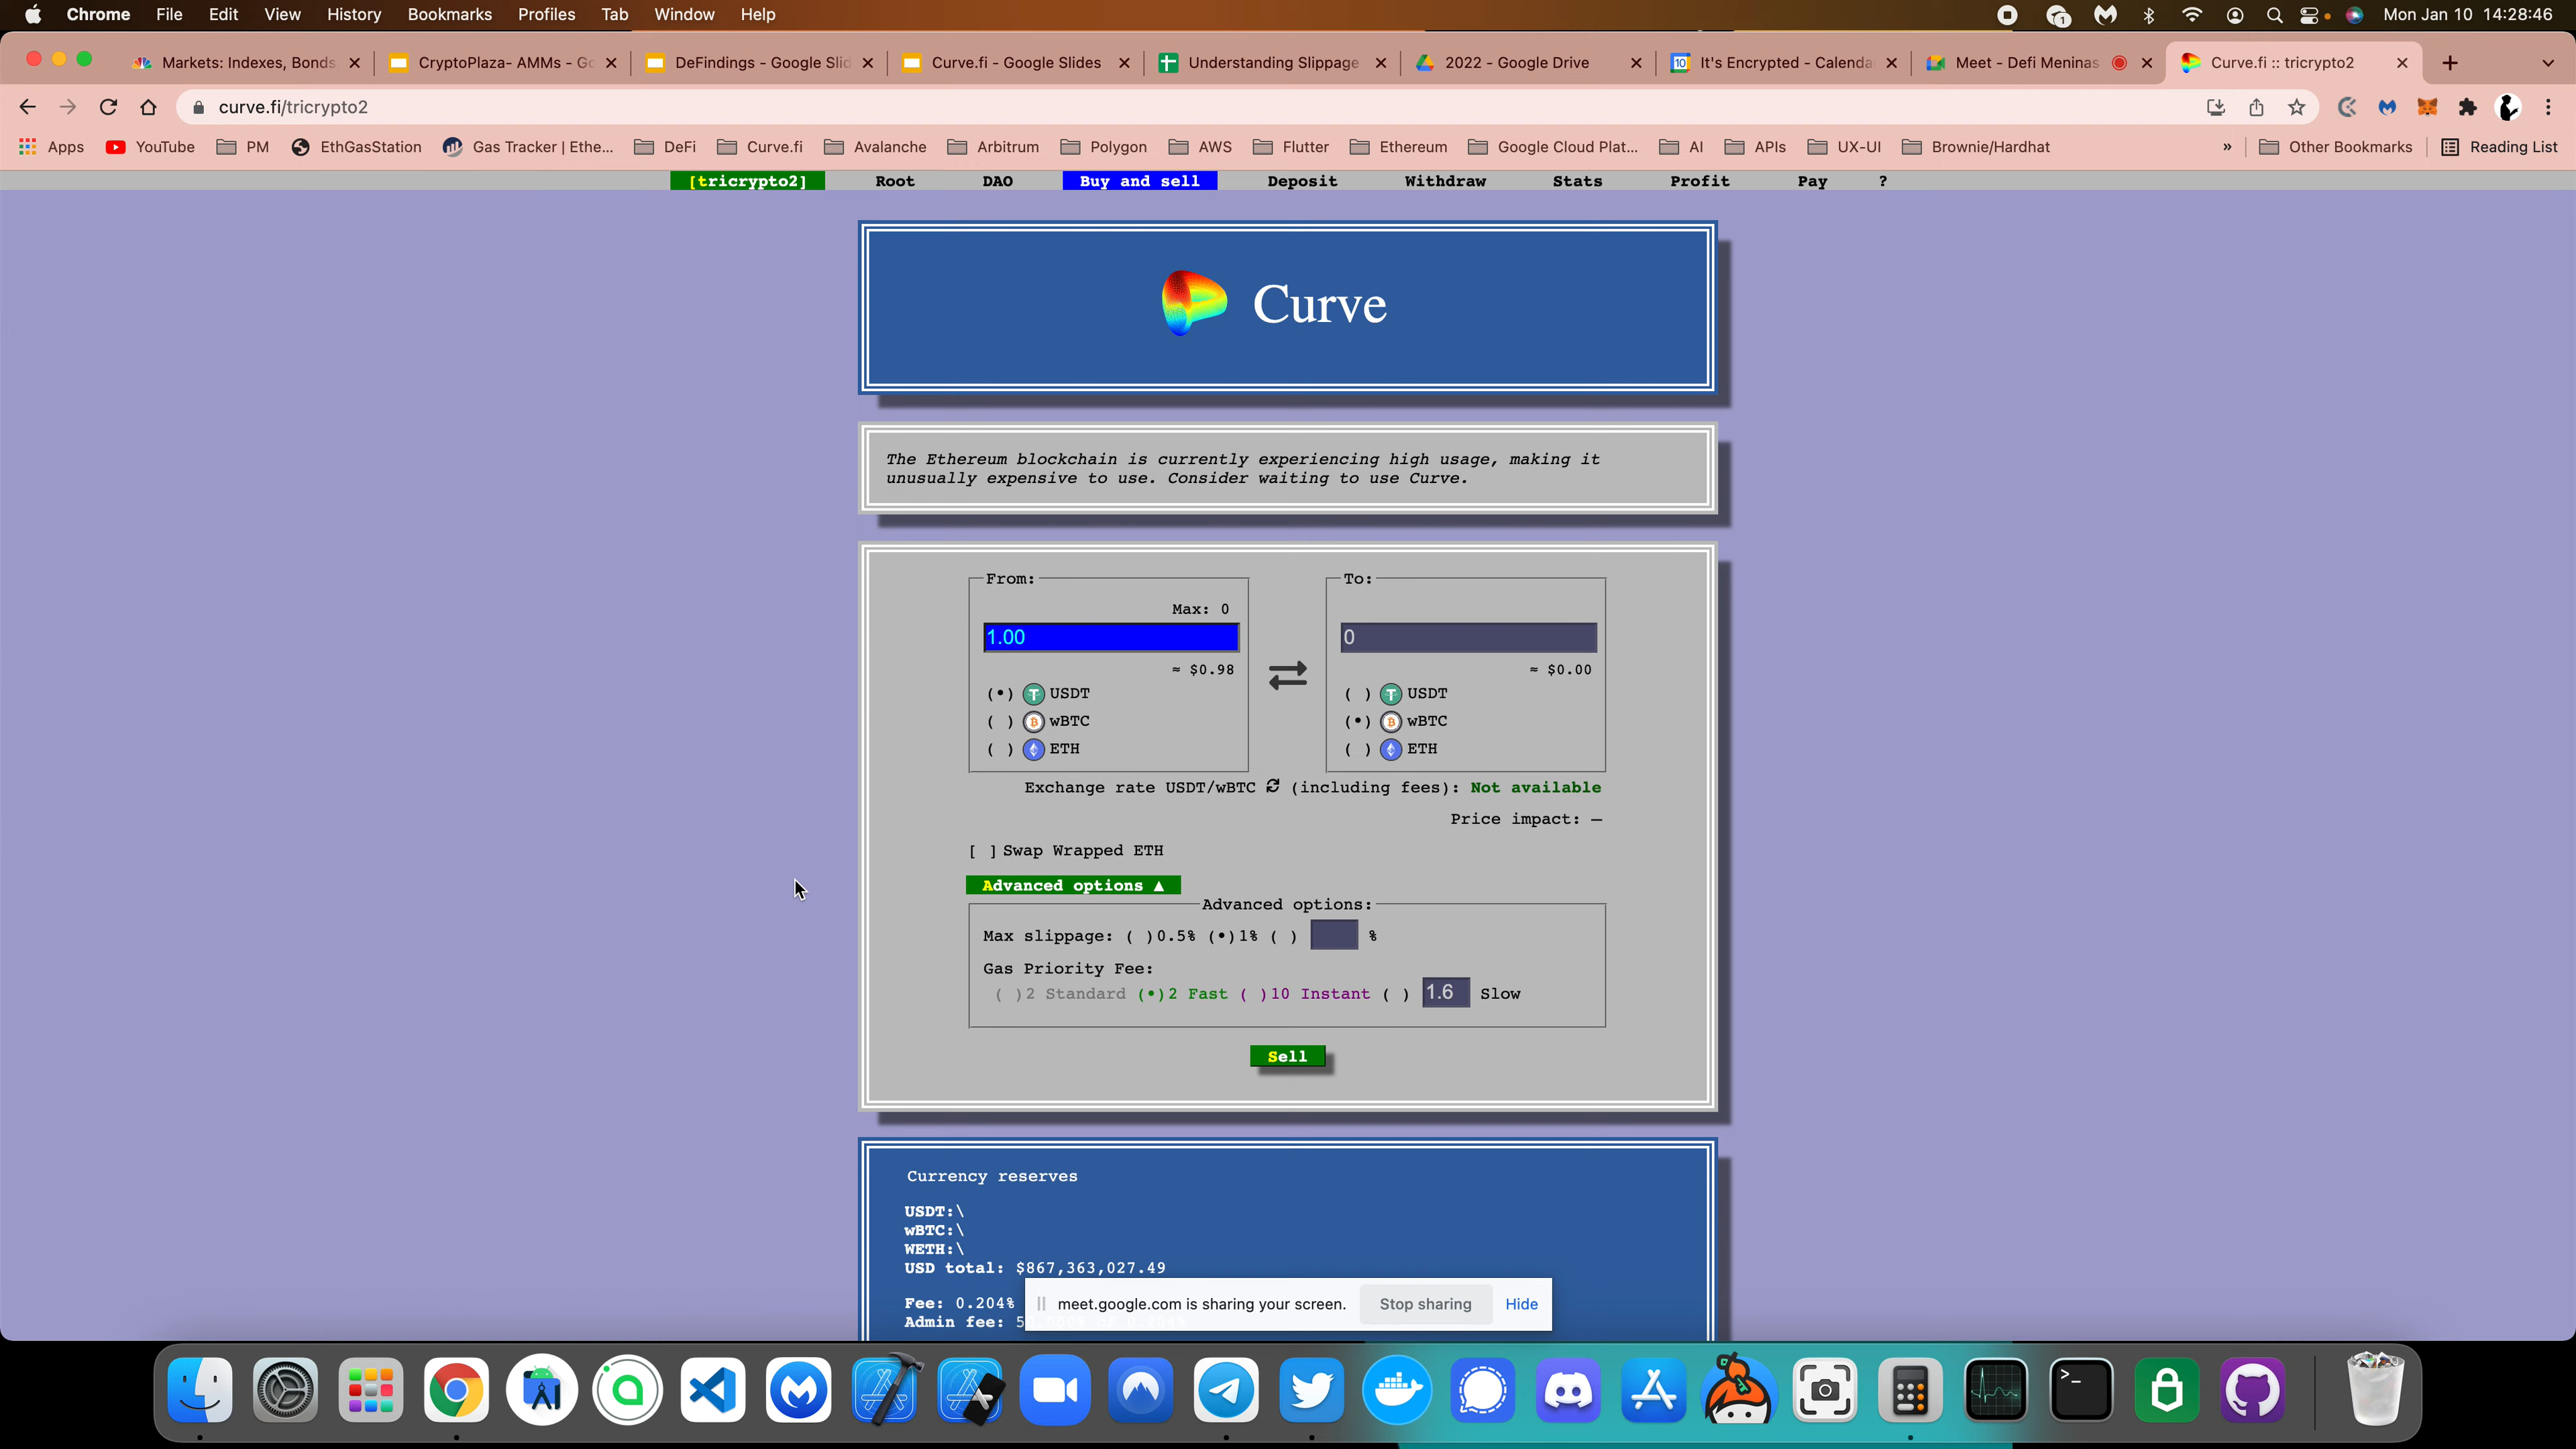 Chrome File Edit View History Bookmarks Profiles Tab Window Help 1 Mon Jan 10 14:28:46
Markets: Indexes, Bonds CryptoPlaza- AMMs - Go DeFindings - Google Slid Curve.fi - Google Slides Understanding Slippage 2022 - Google Drive It's Encrypted - Calenda Meet - Defi Meninas Curve.fi :: tricrypto2
curve.fi/tricrypto2
Apps YouTube PM EthGasStation Gas Tracker | Ethe... DeFi Curve.fi Avalanche Arbitrum Polygon AWS Flutter Ethereum Google Cloud Plat... AI APIs UX-UI Brownie/Hardhat » Other Bookmarks Reading List
[tricrypto2] Root DAO Buy and sell Deposit Withdraw Stats Profit Pay ?
Curve
The Ethereum blockchain is currently experiencing high usage, making it
unusually expensive to use. Consider waiting to use Curve.
From: To:
Max: 0
1.00 0
≈ $0.98 ≈ $0.00
(•) USDT ( ) USDT
( ) wBTC (•) wBTC
( ) ETH ( ) ETH
Exchange rate USDT/wBTC (including fees): Not available
Price impact: —
[ ] Swap Wrapped ETH
Advanced options ▲
Advanced options:
Max slippage: ( )0.5% (•)1% ( ) %
Gas Priority Fee:
( )2 Standard (•)2 Fast ( )10 Instant ( ) 1.6 Slow
Sell
Currency reserves
USDT:\
wBTC:\
WETH:\
USD total: $867,363,027.49
Fee: 0.204%
Admin fee:
meet.google.com is sharing your screen. Stop sharing Hide